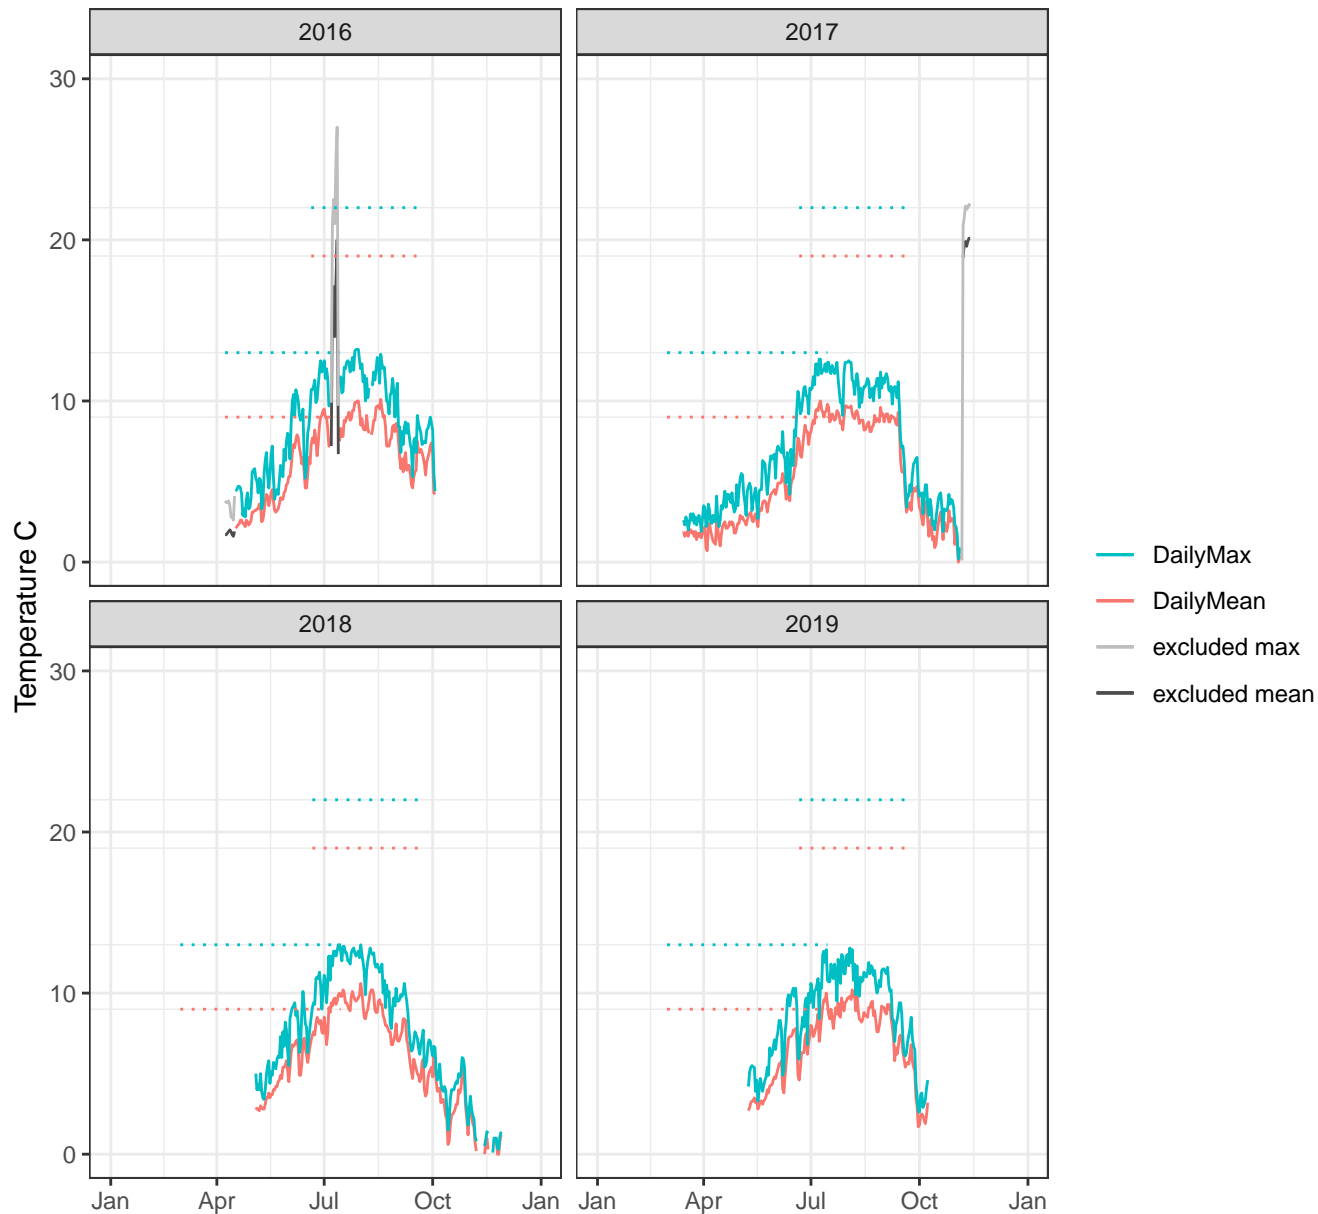 2016
2017
30
20
10
0
2018
2019
30
20
10
0
Jan Apr Jul Oct Jan
Jan Apr Jul Oct Jan
Temperature C
DailyMax
DailyMean
excluded max
excluded mean